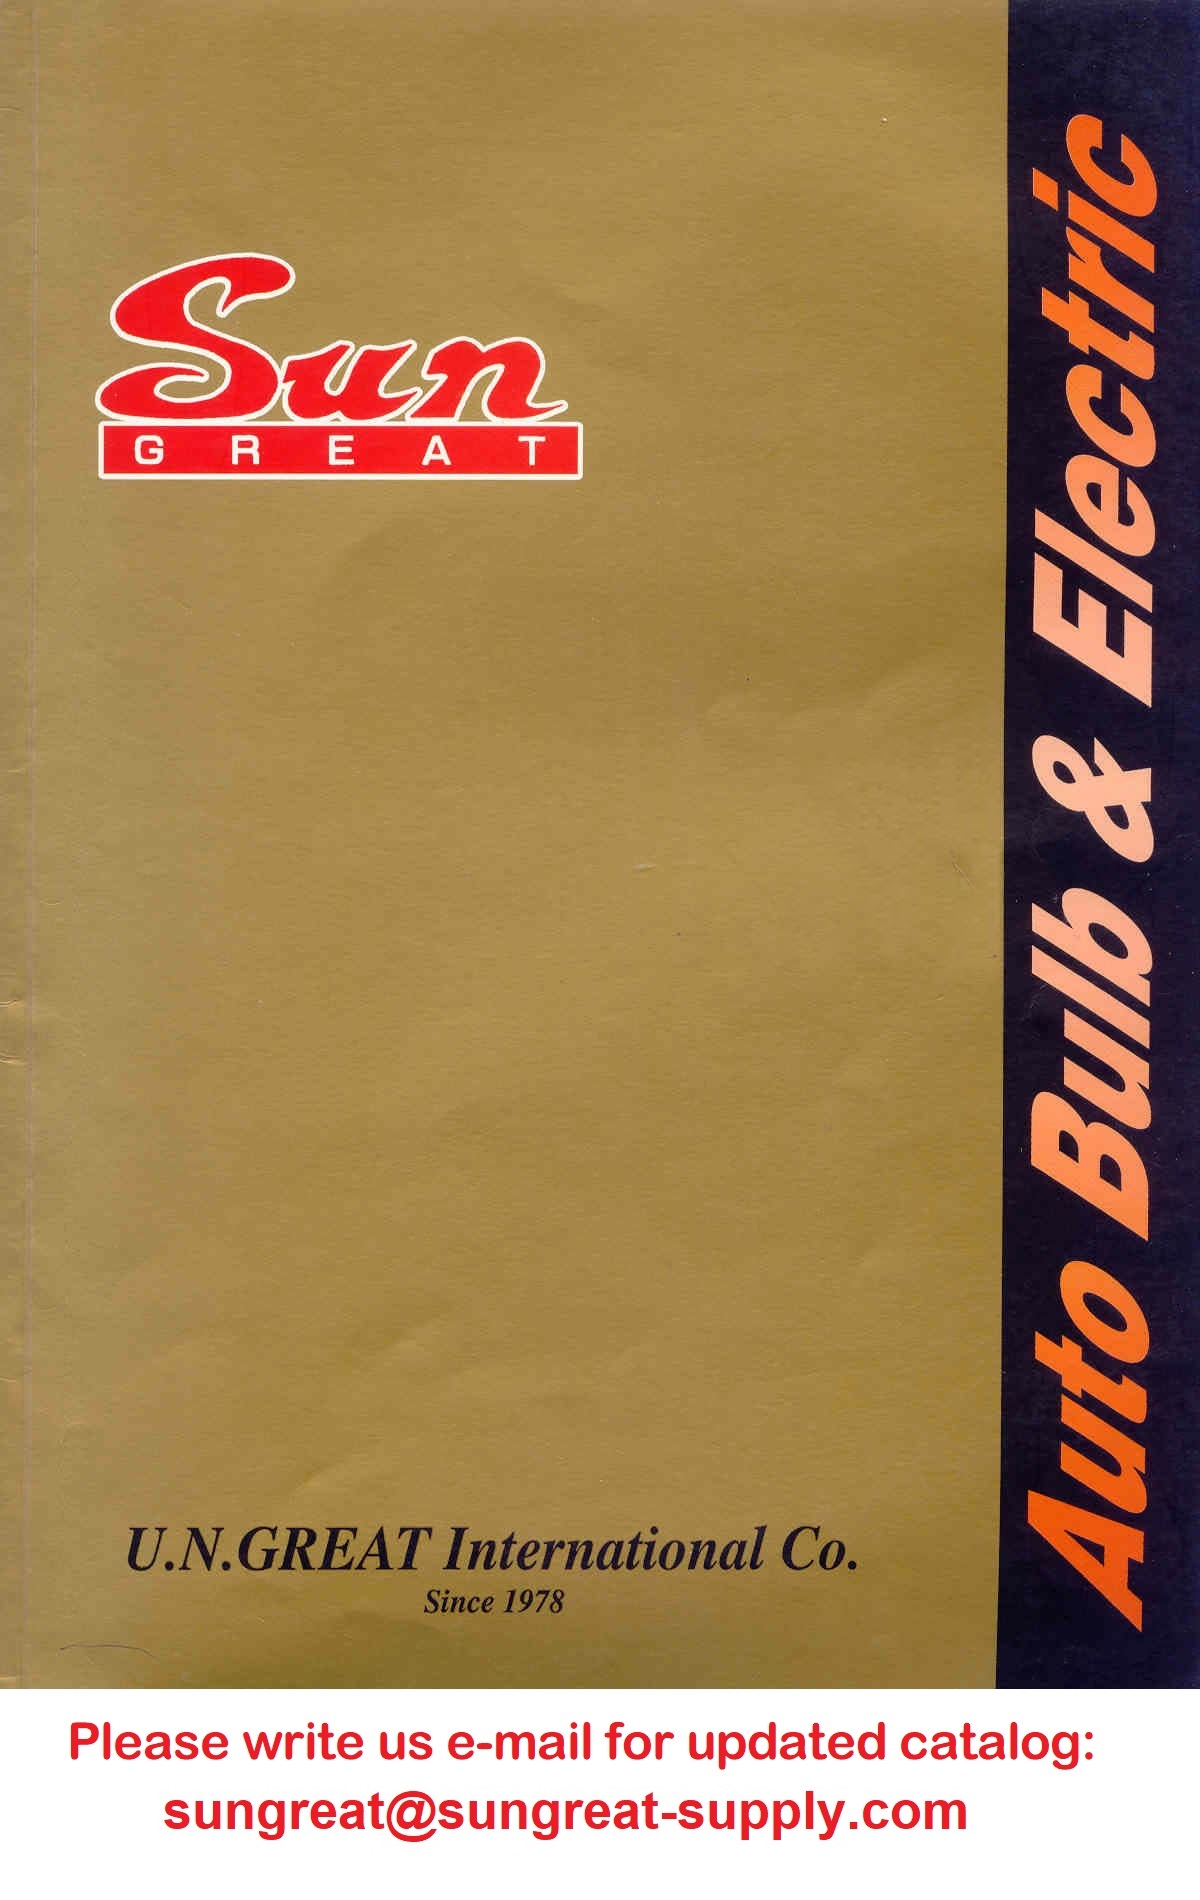 Sun
GREAT
Auto Bulb & Electric
U.N.GREAT International Co.
Since 1978
Please write us e-mail for updated catalog:
sungreat@sungreat-supply.com